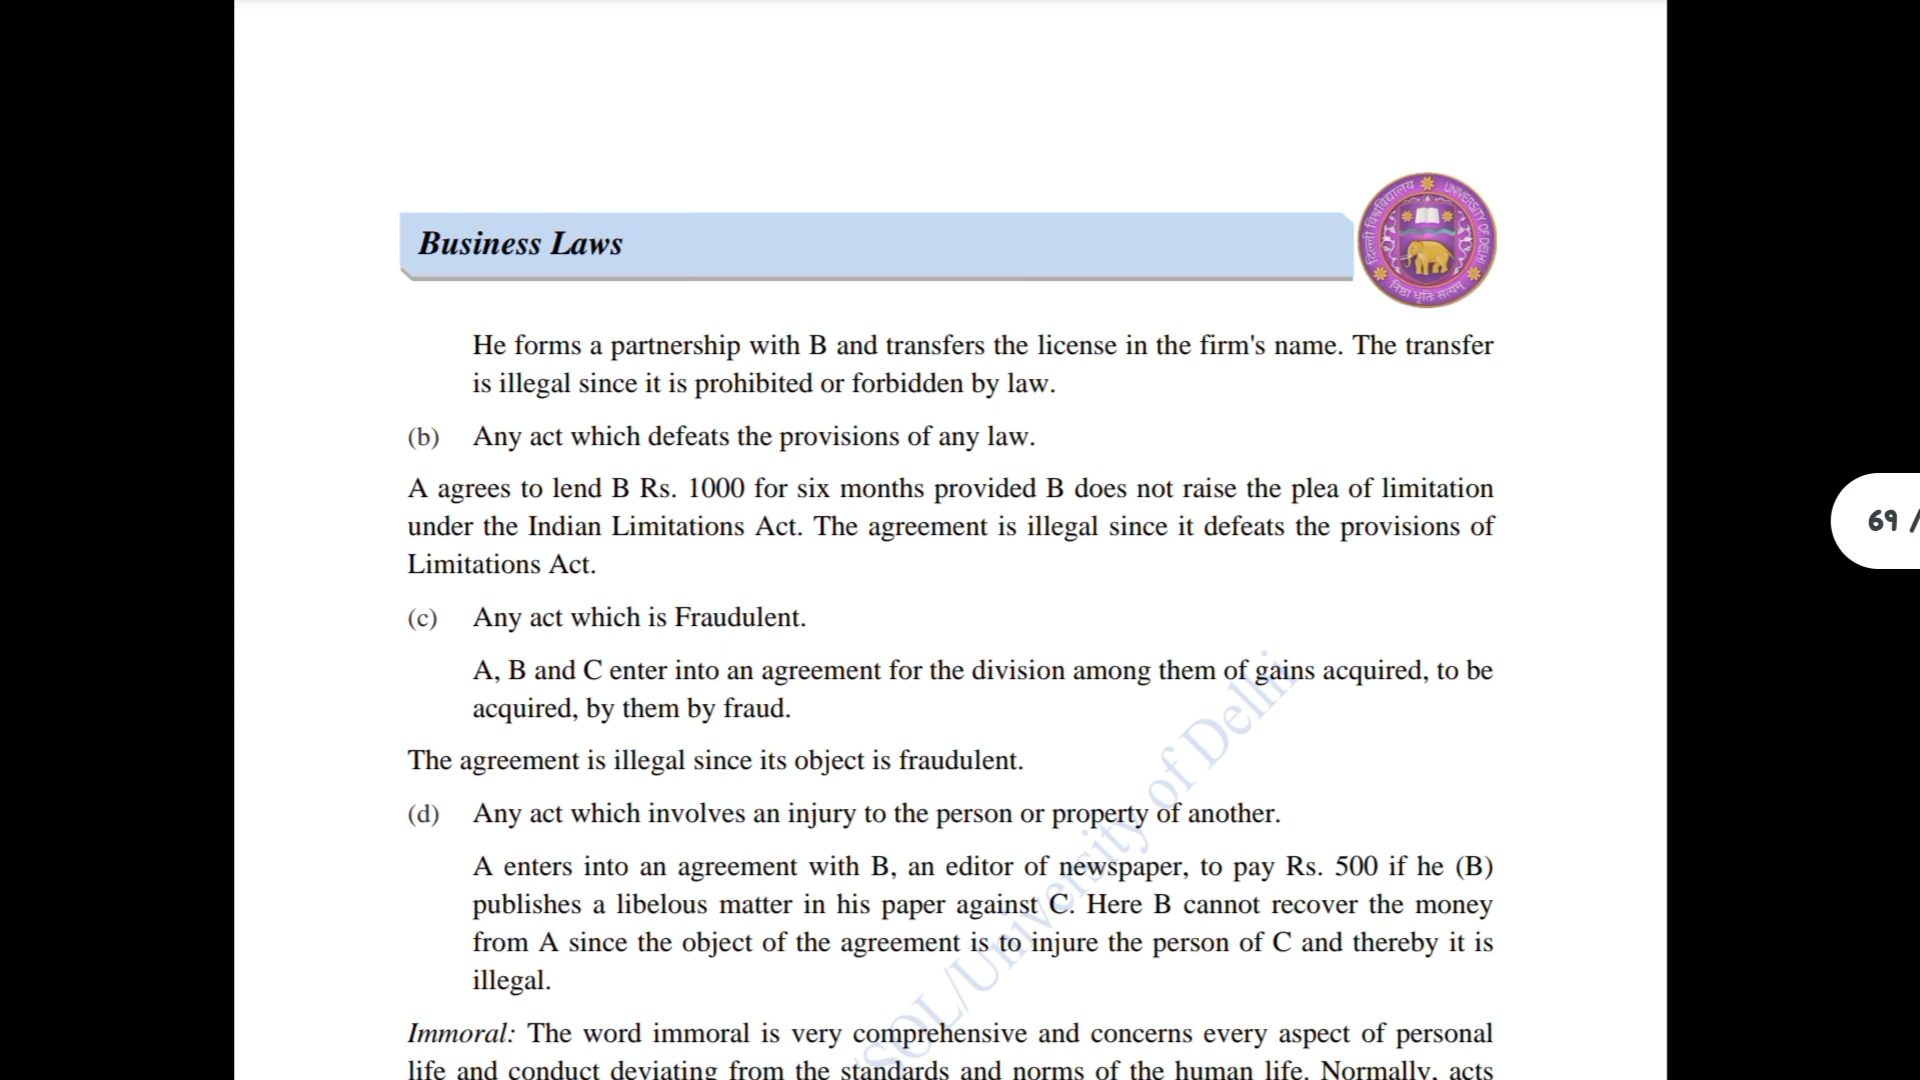 Business Laws
दिल्ली विश्वविद्यालय
UNIVERSITY OF DELHI
निष्ठा धृतिः सत्यम्
He forms a partnership with B and transfers the license in the firm's name. The transfer
is illegal since it is prohibited or forbidden by law.
(b) Any act which defeats the provisions of any law.
A agrees to lend B Rs. 1000 for six months provided B does not raise the plea of limitation
under the Indian Limitations Act. The agreement is illegal since it defeats the provisions of
Limitations Act.
(c) Any act which is Fraudulent.
A, B and C enter into an agreement for the division among them of gains acquired, to be
acquired, by them by fraud.
The agreement is illegal since its object is fraudulent.
(d) Any act which involves an injury to the person or property of another.
A enters into an agreement with B, an editor of newspaper, to pay Rs. 500 if he (B)
publishes a libelous matter in his paper against C. Here B cannot recover the money
from A since the object of the agreement is to injure the person of C and thereby it is
illegal.
Immoral: The word immoral is very comprehensive and concerns every aspect of personal
life and conduct deviating from the standards and norms of the human life. Normally, acts
/SOL/University of Delhi
69 /